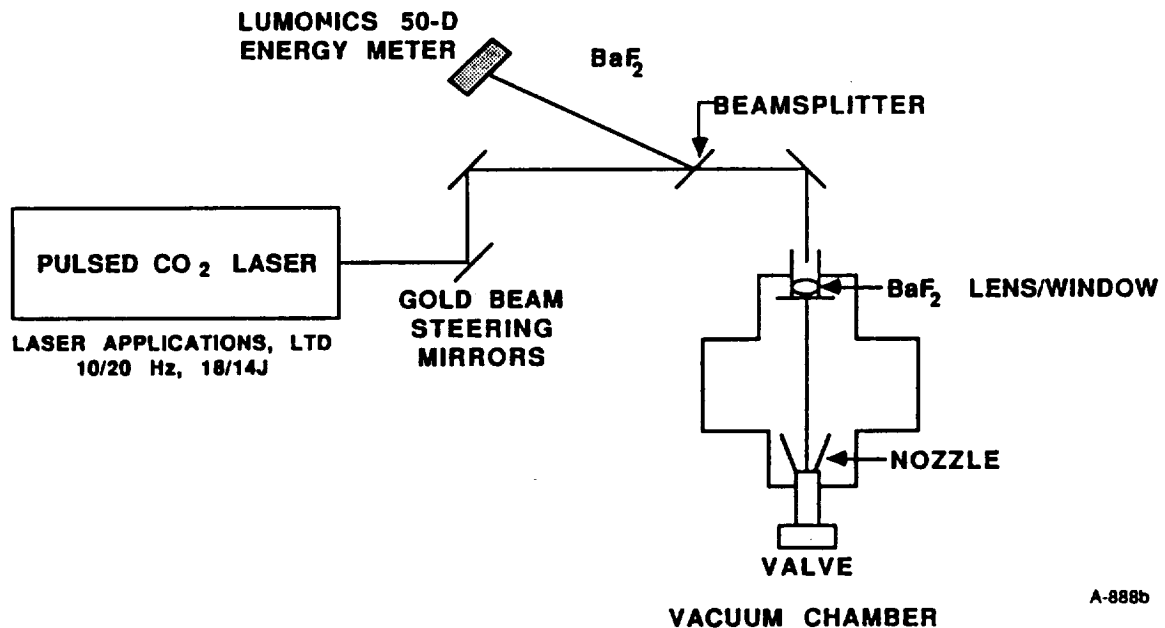 LUMONICS 50-D
ENERGY METER
BaF2
BEAMSPLITTER
PULSED CO2 LASER
LASER APPLICATIONS, LTD
10/20 Hz, 18/14J
GOLD BEAM
STEERING
MIRRORS
BaF2 LENS/WINDOW
NOZZLE
VALVE
VACUUM CHAMBER
A-888b